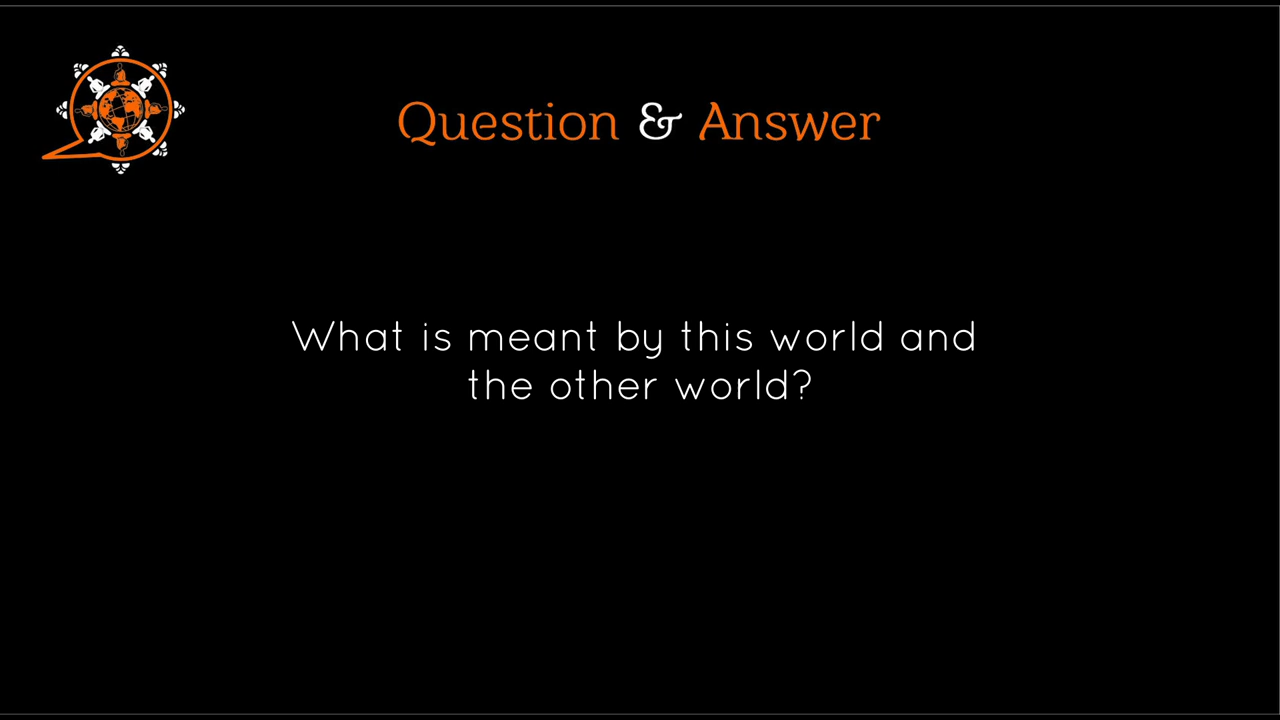 Question & Answer
What is meant by this world and
the other world?